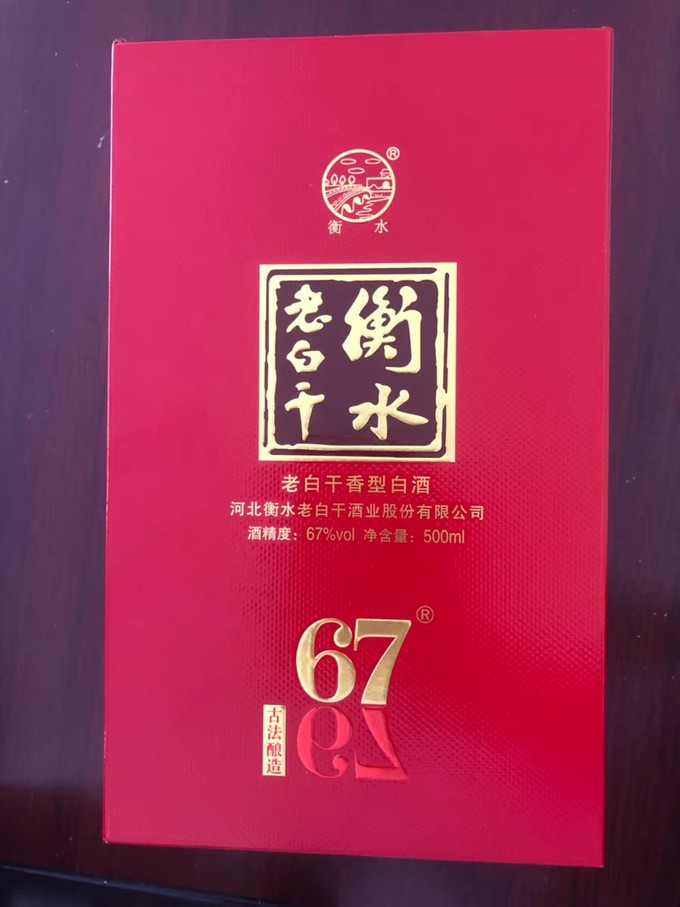 ®
衡水
衡水
老白干
老白干香型白酒
河北衡水老白干酒业股份有限公司
酒精度：67%vol 净含量：500ml
67®
古法酿造